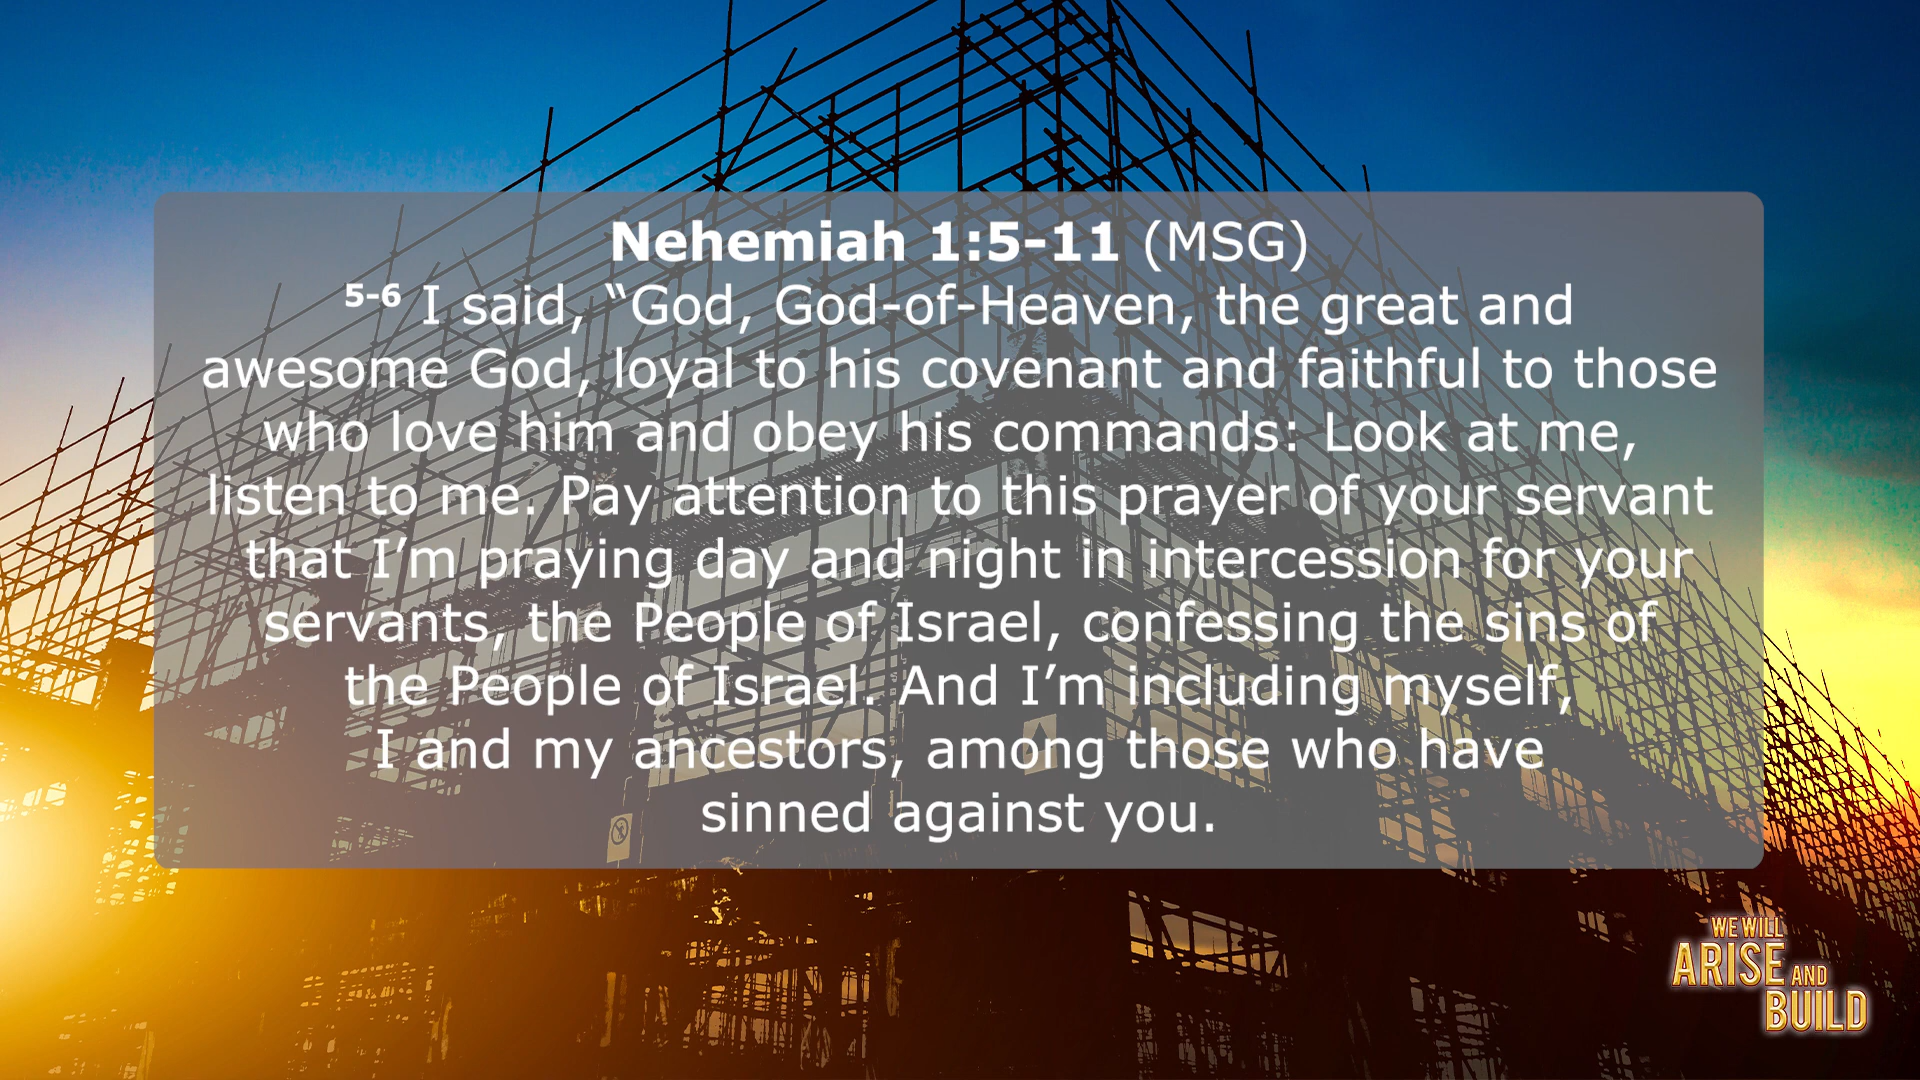 Nehemiah 1:5-11 (MSG)
5-6 I said, “God, God-of-Heaven, the great and
awesome God, loyal to his covenant and faithful to those
who love him and obey his commands: Look at me,
listen to me. Pay attention to this prayer of your servant
that I’m praying day and night in intercession for your
servants, the People of Israel, confessing the sins of
the People of Israel. And I’m including myself,
I and my ancestors, among those who have
sinned against you.
WE WILL
ARISE AND
BUILD